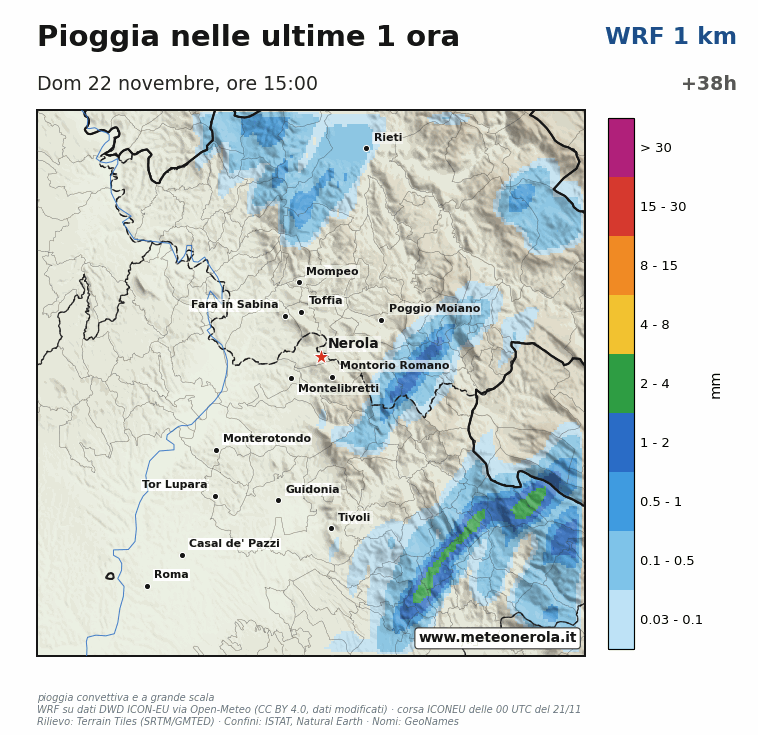 Pioggia nelle ultime 1 ora
WRF 1 km
Dom 22 novembre, ore 15:00
+38h
Rieti
Mompeo
Toffia
Fara in Sabina
Poggio Moiano
Nerola
Montorio Romano
Montelibretti
Monterotondo
Tor Lupara
Guidonia
Tivoli
Casal de' Pazzi
Roma
www.meteonerola.it
> 30
15 - 30
8 - 15
4 - 8
2 - 4
1 - 2
0.5 - 1
0.1 - 0.5
0.03 - 0.1
mm
pioggia convettiva e a grande scala
WRF su dati DWD ICON-EU via Open-Meteo (CC BY 4.0, dati modificati) · corsa ICONEU delle 00 UTC del 21/11
Rilievo: Terrain Tiles (SRTM/GMTED) · Confini: ISTAT, Natural Earth · Nomi: GeoNames